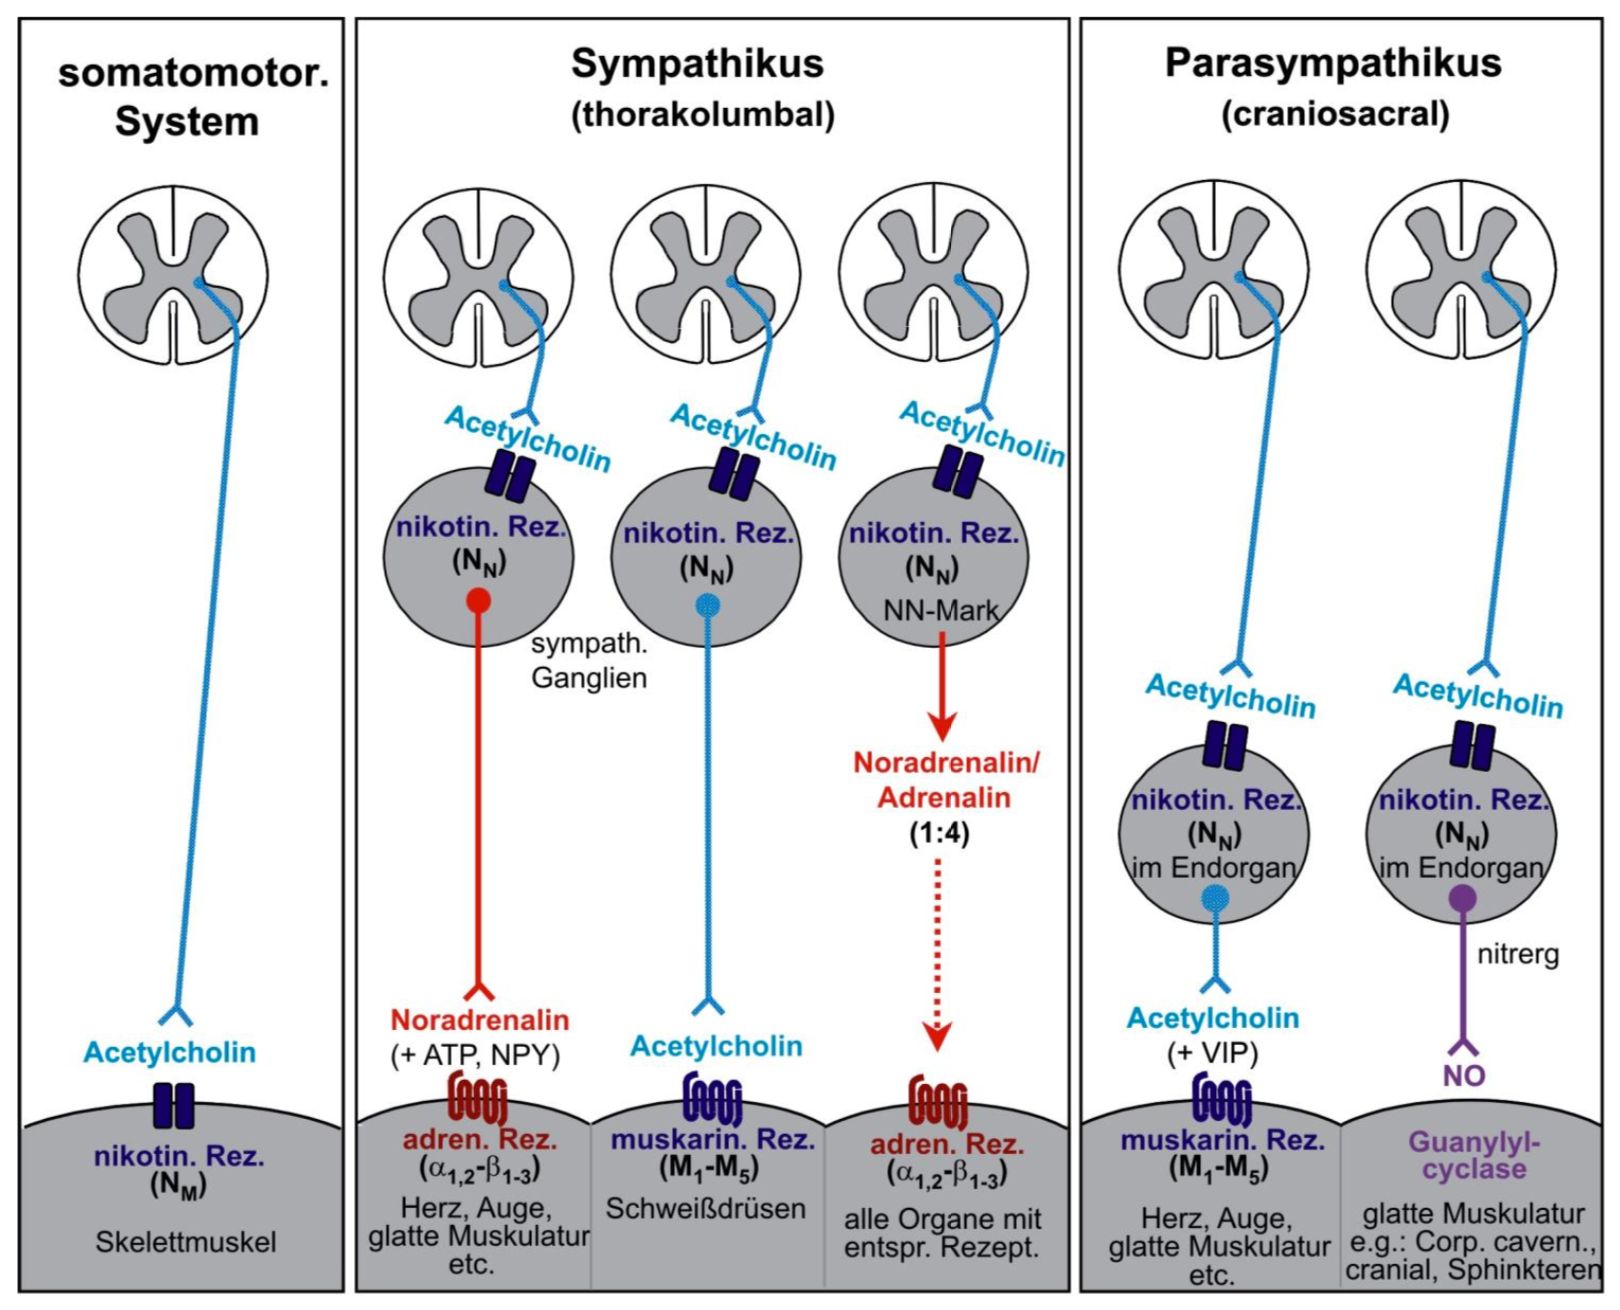 somatomotor.
System
Acetylcholin
nikotin. Rez.
(NM)
Skelettmuskel
Sympathikus
(thorakolumbal)
Acetylcholin
nikotin. Rez.
(NN)
sympath.
Ganglien
Noradrenalin
(+ ATP, NPY)
adren. Rez.
(α1,2-β1-3)
Herz, Auge,
glatte Muskulatur
etc.
Acetylcholin
nikotin. Rez.
(NN)
Acetylcholin
muskarin. Rez.
(M1-M5)
Schweißdrüsen
Acetylcholin
nikotin. Rez.
(NN)
NN-Mark
Noradrenalin/
Adrenalin
(1:4)
adren. Rez.
(α1,2-β1-3)
alle Organe mit
entspr. Rezept.
Parasympathikus
(craniosacral)
Acetylcholin
nikotin. Rez.
(NN)
im Endorgan
Acetylcholin
(+ VIP)
muskarin. Rez.
(M1-M5)
Herz, Auge,
glatte Muskulatur
etc.
Acetylcholin
nikotin. Rez.
(NN)
im Endorgan
nitrerg
NO
Guanylyl-
cyclase
glatte Muskulatur
e.g.: Corp. cavern.,
cranial, Sphinkteren